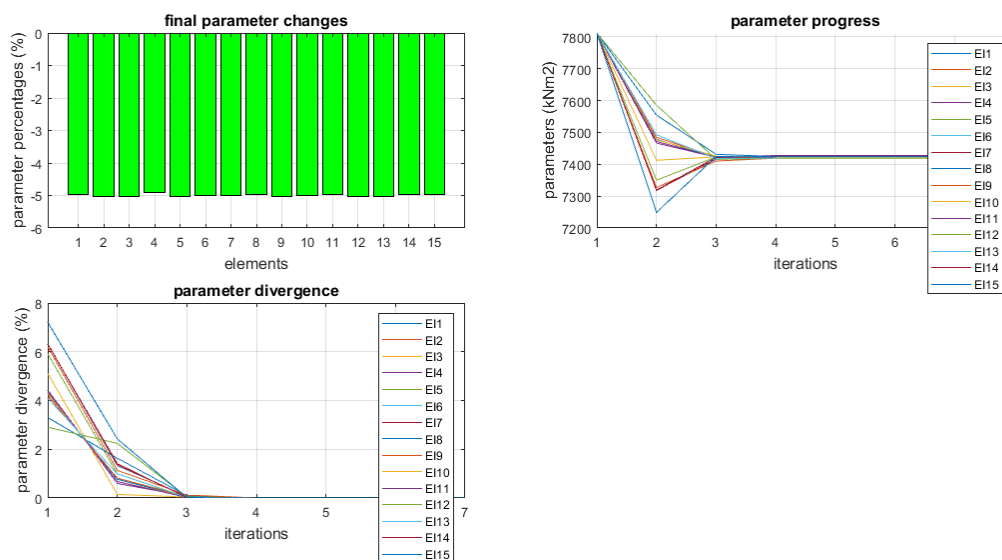 final parameter changes
parameter percentages (%)
0
-1
-2
-3
-4
-5
-6
1 2 3 4 5 6 7 8 9 10 11 12 13 14 15
elements
parameter progress
parameters (kNm2)
7800
7700
7600
7500
7400
7300
7200
1 2 3 4 5 6
iterations
EI1
EI2
EI3
EI4
EI5
EI6
EI7
EI8
EI9
EI10
EI11
EI12
EI13
EI14
EI15
parameter divergence
parameter divergence (%)
8
6
4
2
0
1 2 3 4 5 7
iterations
EI1
EI2
EI3
EI4
EI5
EI6
EI7
EI8
EI9
EI10
EI11
EI12
EI13
EI14
EI15